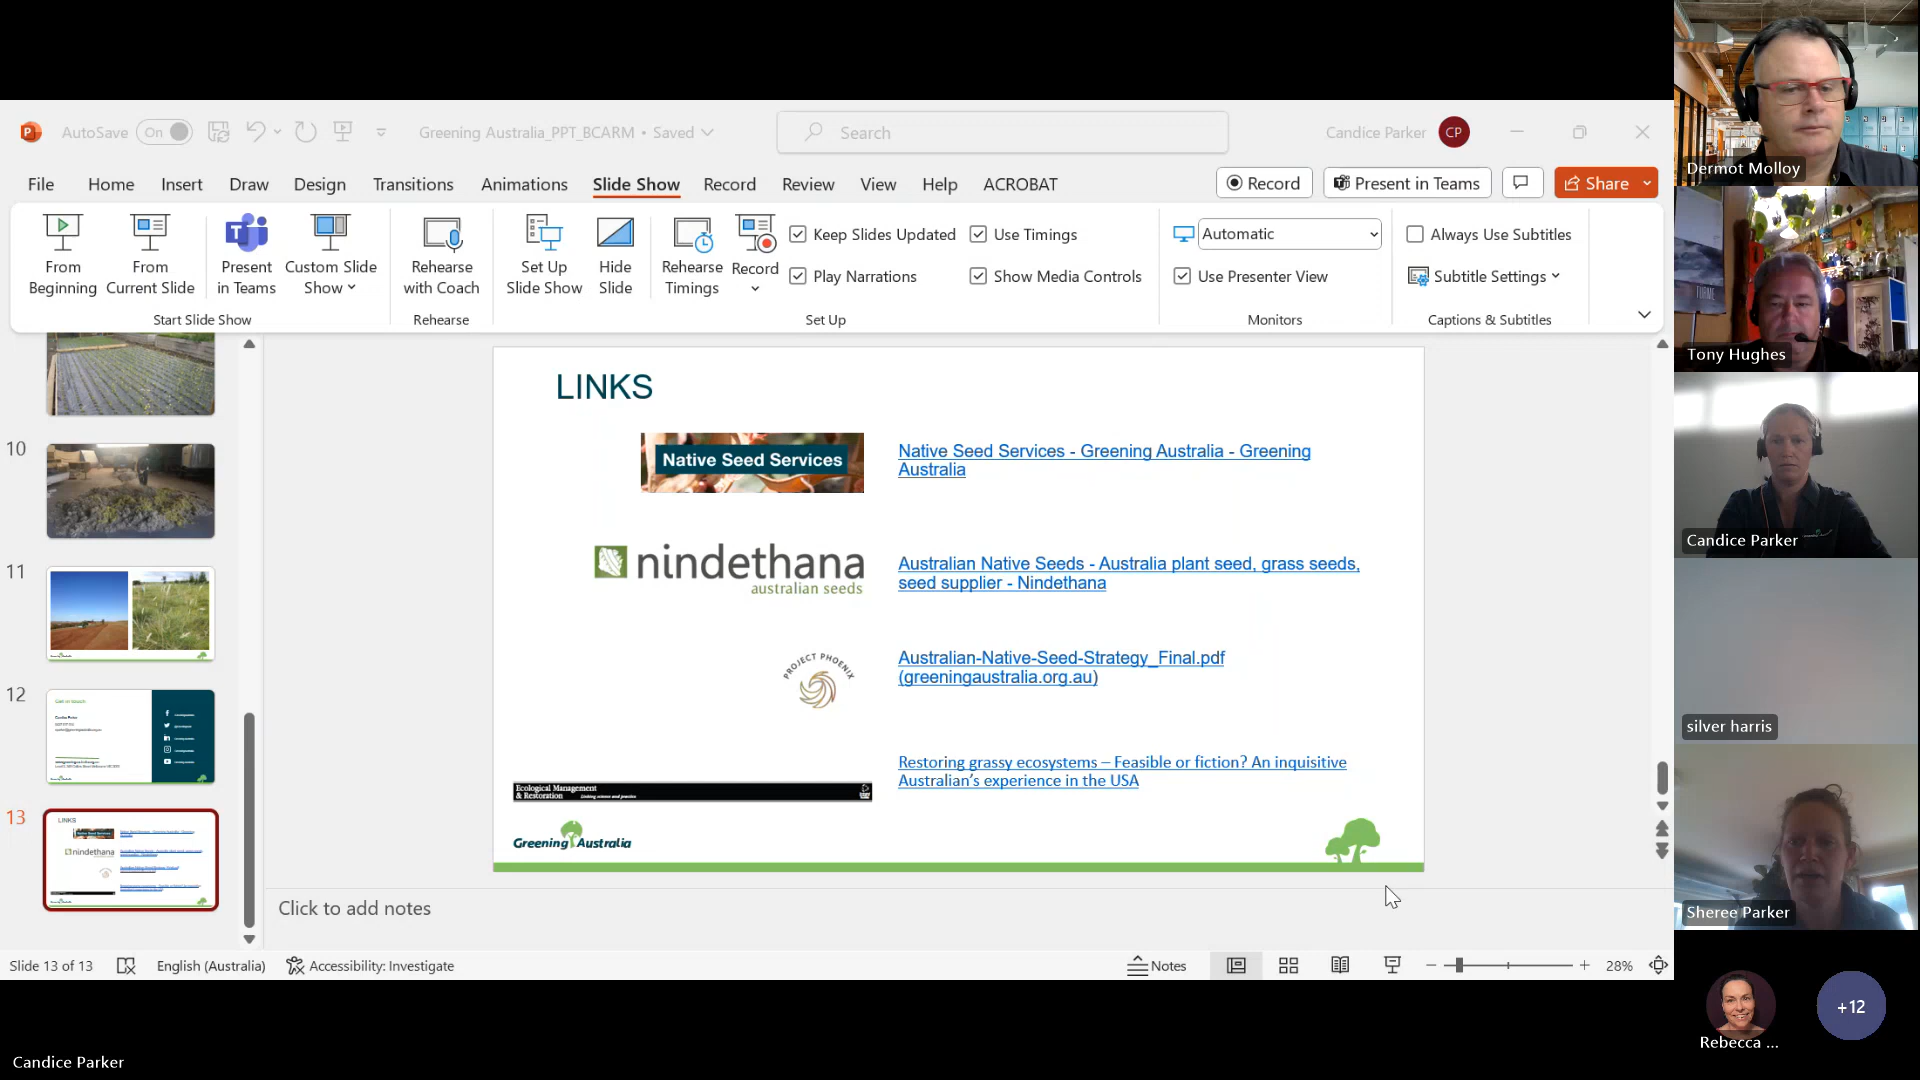 AutoSave On
Greening Australia_PPT_BCARM • Saved
Search
Candice Parker CP
File Home Insert Draw Design Transitions Animations Slide Show Record Review View Help ACROBAT
Record Present in Teams Share
From Beginning
From Current Slide
Present in Teams
Custom Slide Show
Start Slide Show
Rehearse with Coach
Rehearse
Set Up Slide Show
Hide Slide
Rehearse Timings
Record
Keep Slides Updated
Use Timings
Play Narrations
Show Media Controls
Set Up
Automatic
Use Presenter View
Monitors
Always Use Subtitles
Subtitle Settings
Captions & Subtitles
10
11
12
13
LINKS
Native Seed Services
Native Seed Services - Greening Australia - Greening
Australia
nindethana
australian seeds
Australian Native Seeds - Australia plant seed, grass seeds,
seed supplier - Nindethana
PROJECT PHOENIX
Australian-Native-Seed-Strategy_Final.pdf
(greeningaustralia.org.au)
Ecological Management
& Restoration Linking science and practice
Restoring grassy ecosystems – Feasible or fiction? An inquisitive
Australian's experience in the USA
Greening Australia
Click to add notes
Slide 13 of 13 English (Australia) Accessibility: Investigate Notes 28%
Dermot Molloy
Tony Hughes
Candice Parker
silver harris
Sheree Parker
Rebecca ...
+12
Candice Parker